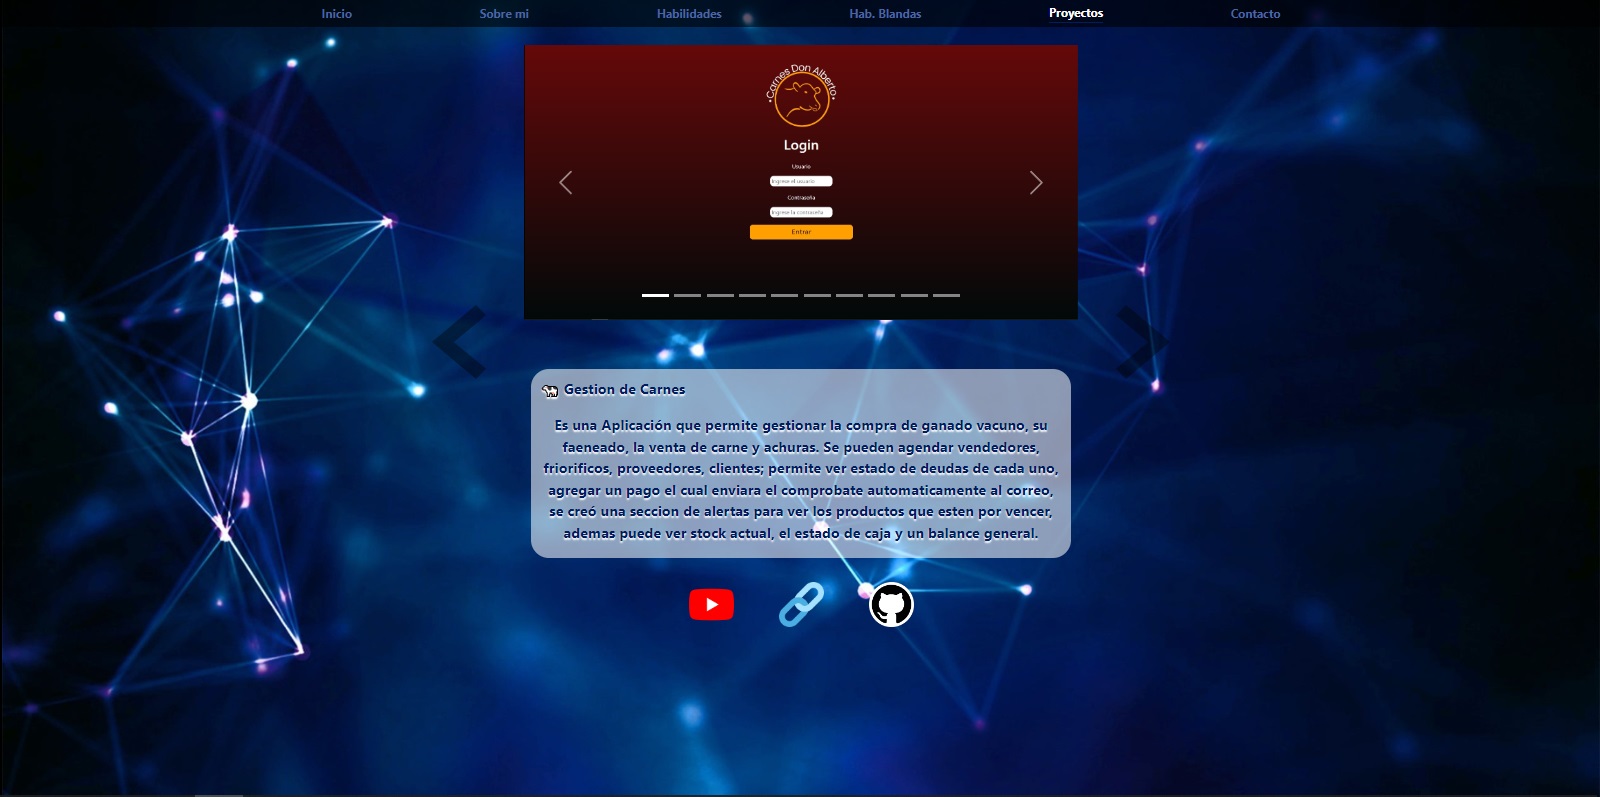 Inicio Sobre mi Habilidades Hab. Blandas Proyectos Contacto
Carnes Don Alberto
Login
Usuario
Ingrese el usuario
Contraseña
Ingrese la contraseña
Entrar
Gestion de Carnes
Es una Aplicación que permite gestionar la compra de ganado vacuno, su
faeneado, la venta de carne y achuras. Se pueden agendar vendedores,
friorificos, proveedores, clientes; permite ver estado de deudas de cada uno,
agregar un pago el cual enviara el comprobate automaticamente al correo,
se creó una seccion de alertas para ver los productos que esten por vencer,
ademas puede ver stock actual, el estado de caja y un balance general.